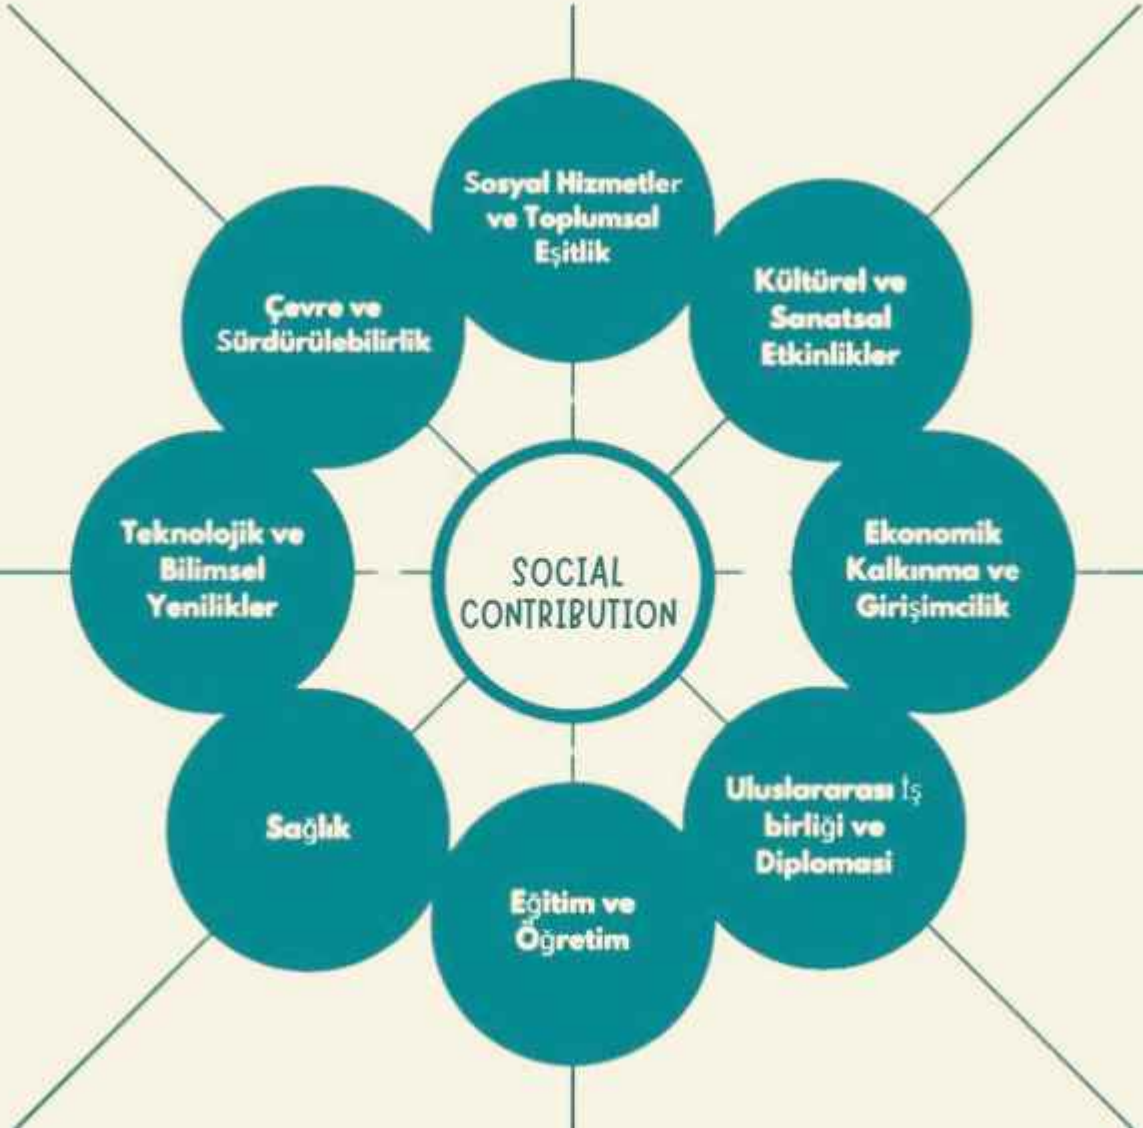 Sosyal Hizmetler
ve Toplumsal
Eşitlik
Kültürel ve
Sanatsal
Etkinlikler
Çevre ve
Sürdürülebilirlik
Teknolojik ve
Bilimsel
Yenilikler
SOCIAL
CONTRIBUTION
Ekonomik
Kalkınma ve
Girişimcilik
Sağlık
Uluslararası İş
birliği ve
Diplomasi
Eğitim ve
Öğretim